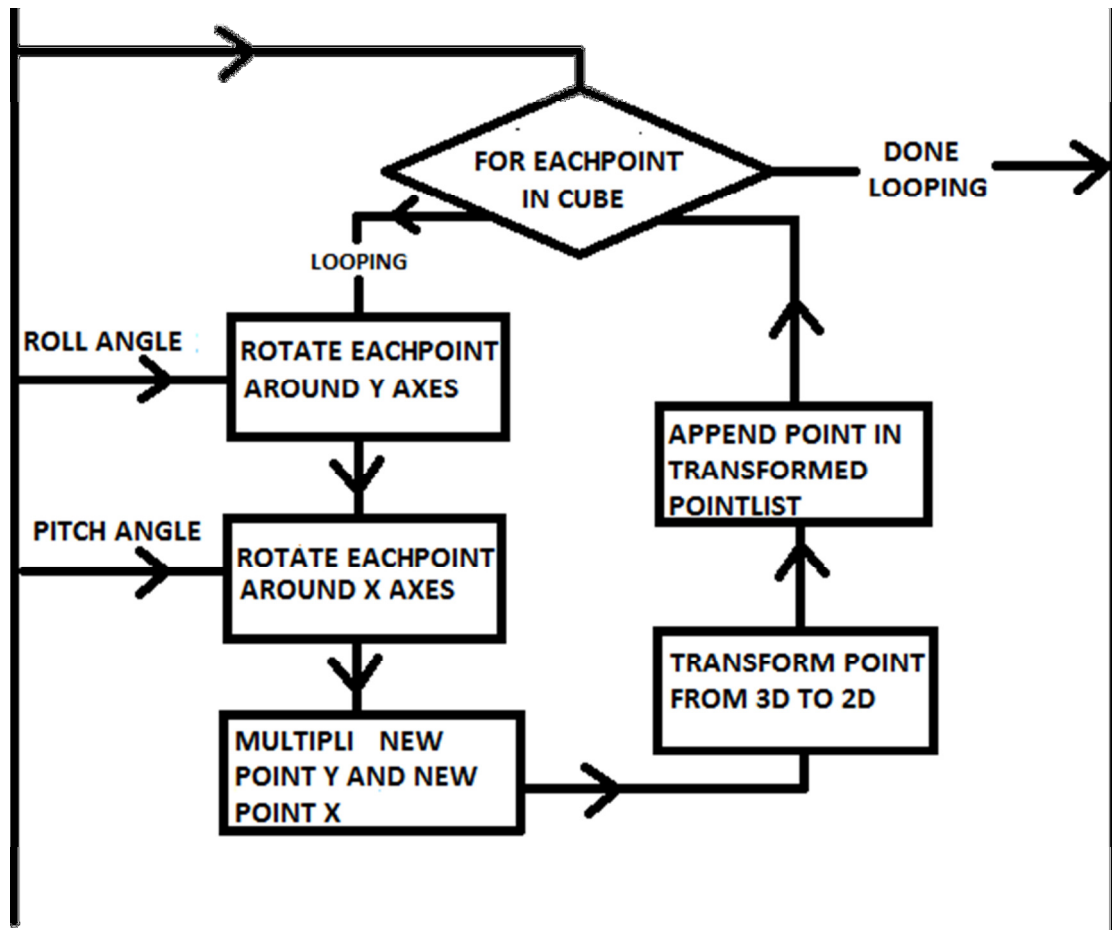 FOR EACHPOINT
IN CUBE
DONE
LOOPING
LOOPING
ROLL ANGLE
ROTATE EACHPOINT
AROUND Y AXES
PITCH ANGLE
ROTATE EACHPOINT
AROUND X AXES
MULTIPLI NEW
POINT Y AND NEW
POINT X
TRANSFORM POINT
FROM 3D TO 2D
APPEND POINT IN
TRANSFORMED
POINTLIST